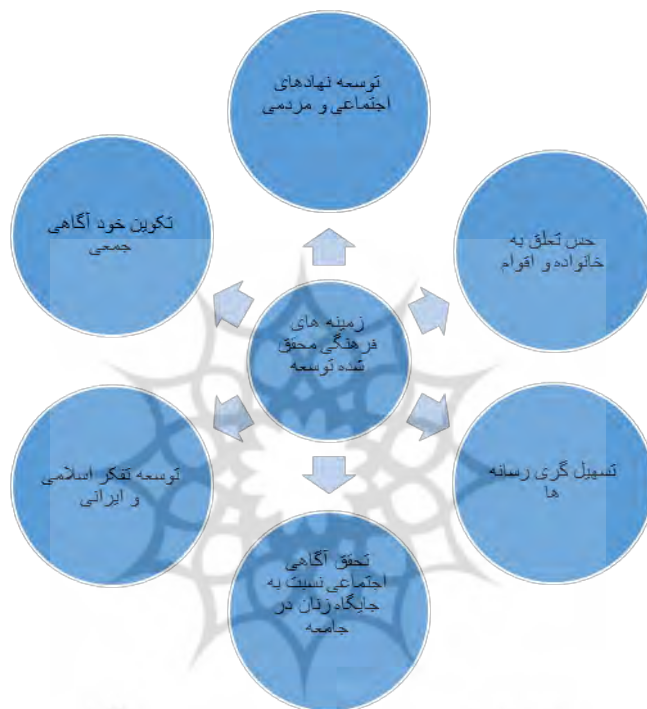 توسعه نهادهای
اجتماعی و مردمی
حس تعلق به
خانواده و اقوام
تسهیل گری رسانه
ها
تحقق آگاهی
اجتماعی نسبت به
جایگاه زنان در
جامعه
توسعه تفکر اسلامی
و ایرانی
تکوین خود آگاهی
جمعی
زمینه های
فرهنگی محقق
شده توسعه